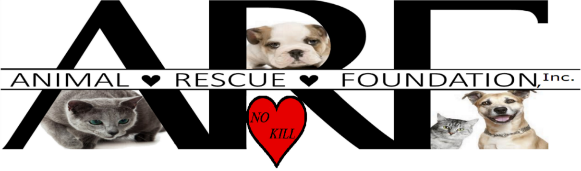 ARF
ANIMAL ♥ RESCUE ♥ FOUNDATION, Inc.
NO
KILL